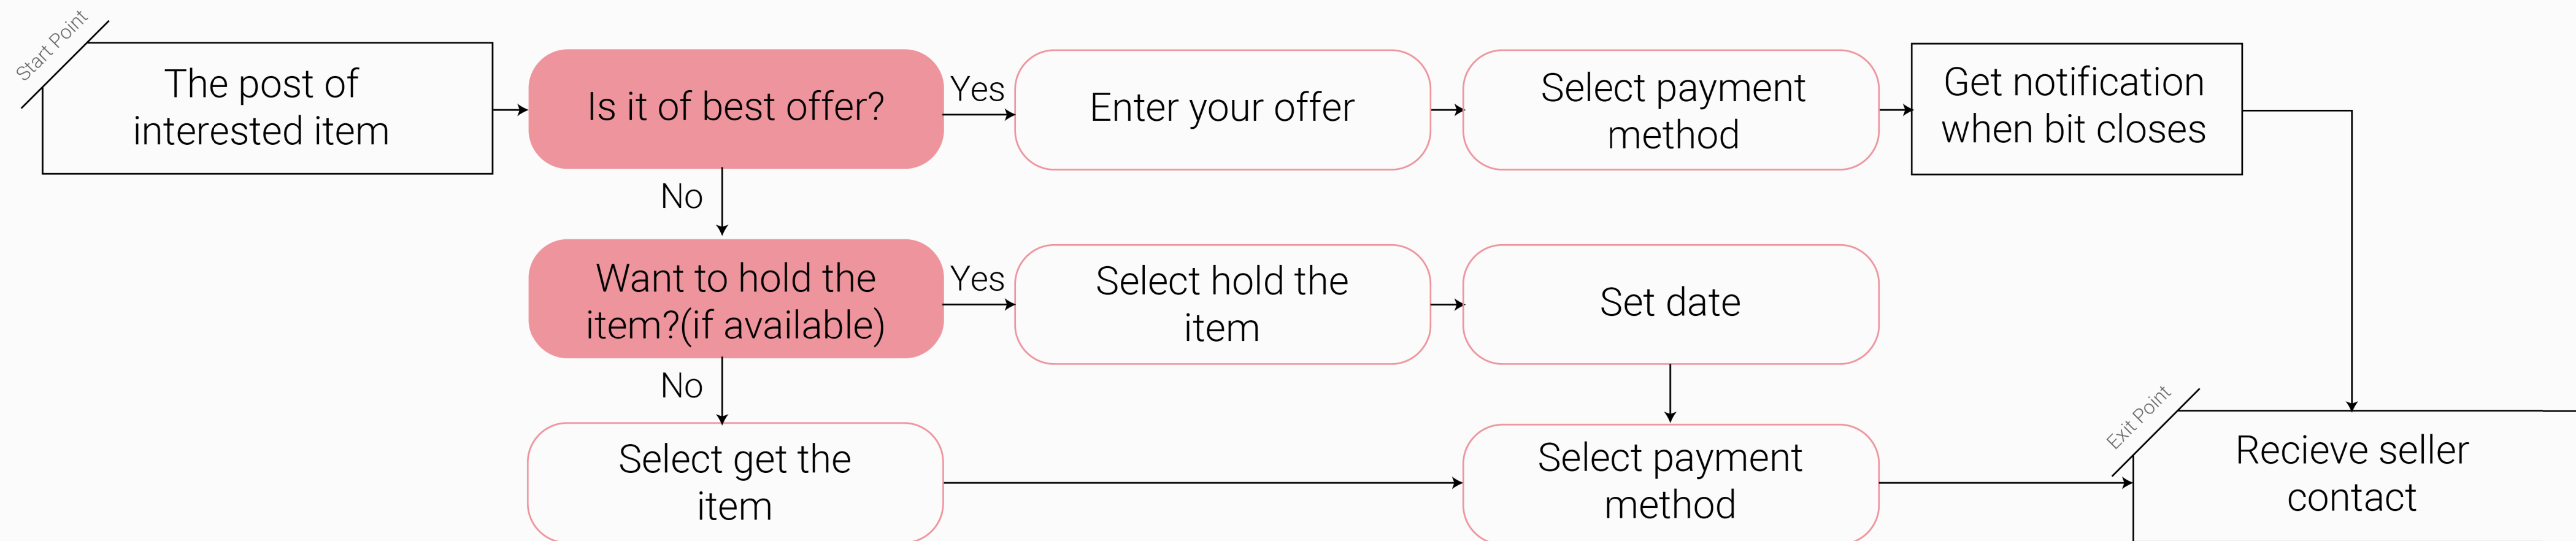 Start Point
The post of
interested item
Is it of best offer?
Yes
Enter your offer
Select payment
method
Get notification
when bit closes
No
Want to hold the
item?(if available)
Yes
Select hold the
item
Set date
No
Select get the
item
Select payment
method
Exit Point
Recieve seller
contact